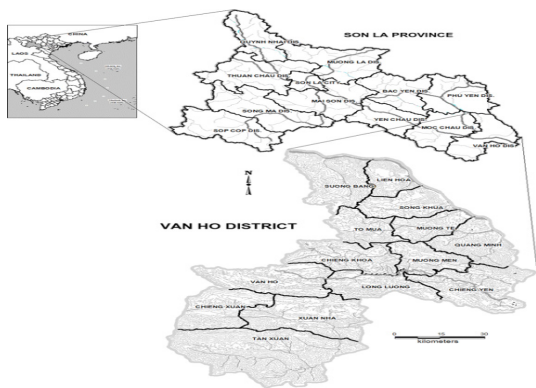 CHINA
LAOS
THAILAND
CAMBODIA
SON LA PROVINCE
QUYNH NHAI DIS.
MUONG LA DIS.
THUAN CHAU DIS.
SON LA CIT.
BAC YEN DIS.
PHU YEN DIS.
MAI SON DIS.
SONG MA DIS.
YEN CHAU DIS.
MOC CHAU DIS.
SOP COP DIS.
VAN HO DIS.
N
VAN HO DISTRICT
SUONG BANG
LIEN HOA
SONG KHUA
TO MUA
MUONG TE
QUANG MINH
CHIENG KHOA
MUONG MEN
VAN HO
LONG LUONG
CHIENG YEN
CHIENG XUAN
XUAN NHA
TAN XUAN
0 15 30
kilometers